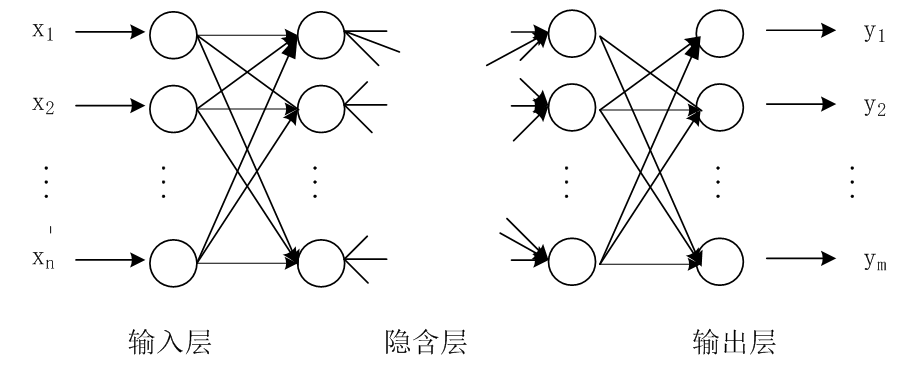 x1
y1
x2
y2
⋮ ⋮ ⋮ ⋮ ⋮ ⋮
xn
ym
输入层 隐含层 输出层